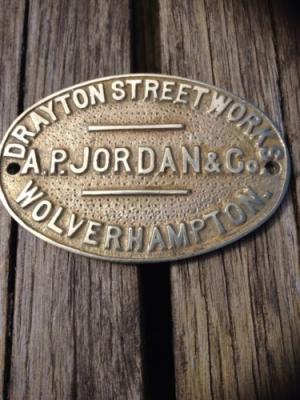 DRAYTON STREET WORKS
A.P. JORDAN & Co.
WOLVERHAMPTON.